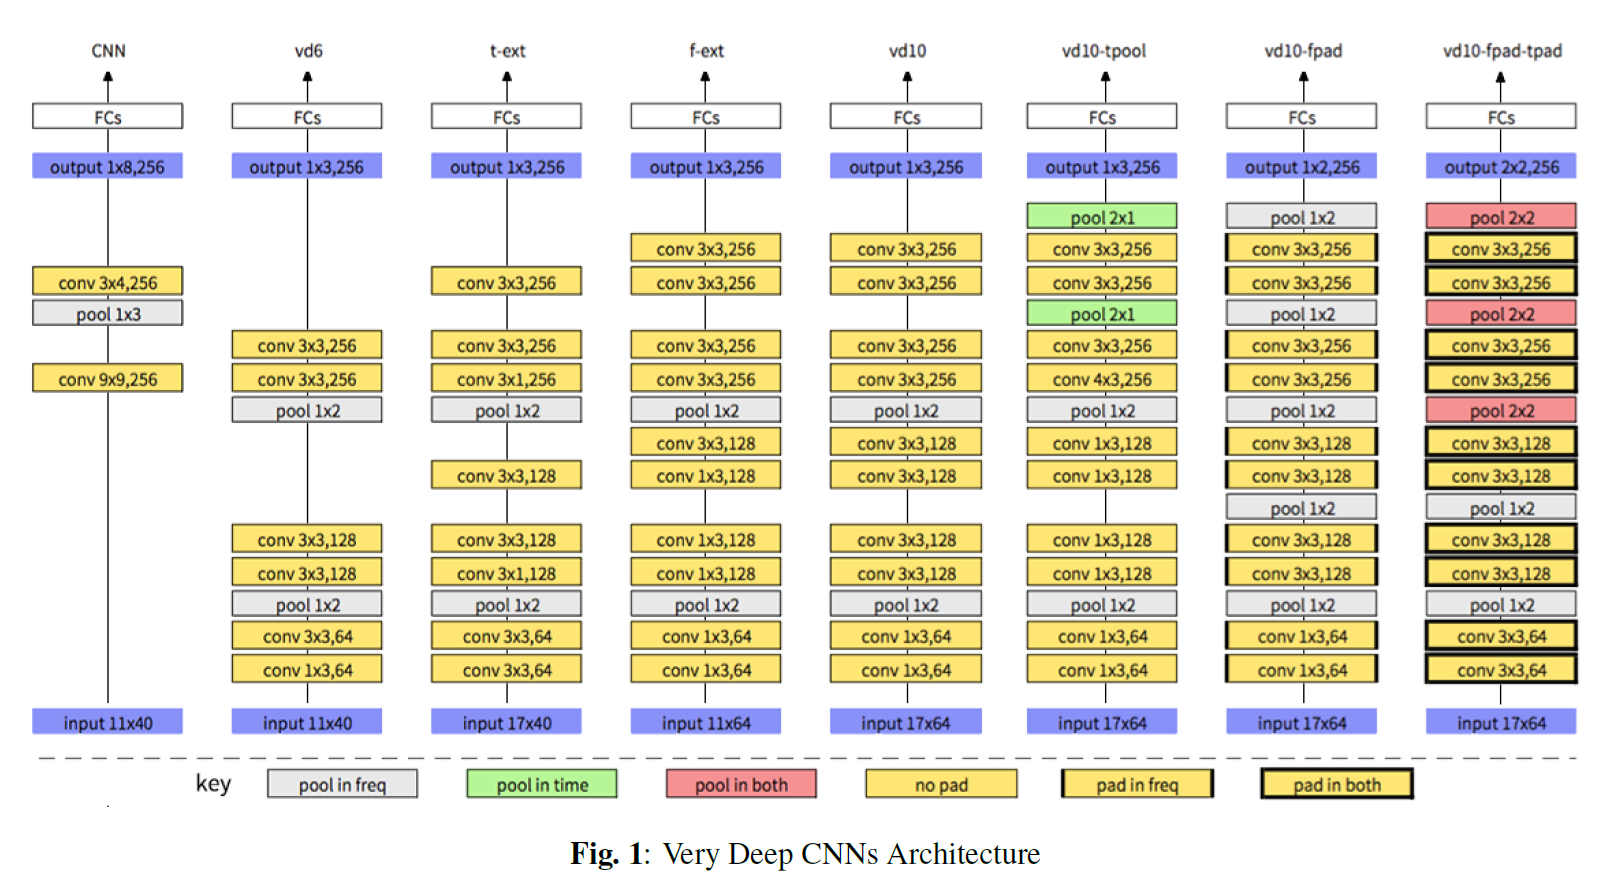 CNN vd6 t-ext f-ext vd10 vd10-tpool vd10-fpad vd10-fpad-tpad
FCs FCs FCs FCs FCs FCs FCs FCs
output 1x8,256 output 1x3,256 output 1x3,256 output 1x3,256 output 1x3,256 output 1x3,256 output 1x2,256 output 2x2,256
pool 2x1 pool 1x2 pool 2x2
conv 3x3,256 conv 3x3,256 conv 3x3,256 conv 3x3,256 conv 3x3,256
conv 3x4,256 conv 3x3,256 conv 3x3,256 conv 3x3,256 conv 3x3,256 conv 3x3,256 conv 3x3,256
pool 1x3 pool 2x1 pool 1x2 pool 2x2
conv 3x3,256 conv 3x3,256 conv 3x3,256 conv 3x3,256 conv 3x3,256 conv 3x3,256 conv 3x3,256
conv 9x9,256 conv 3x3,256 conv 3x1,256 conv 3x3,256 conv 3x3,256 conv 4x3,256 conv 3x3,256 conv 3x3,256
pool 1x2 pool 1x2 pool 1x2 pool 1x2 pool 1x2 pool 1x2 pool 2x2
conv 3x3,128 conv 3x3,128 conv 1x3,128 conv 3x3,128 conv 3x3,128
conv 3x3,128 conv 1x3,128 conv 3x3,128 conv 1x3,128 conv 3x3,128 conv 3x3,128
pool 1x2 pool 1x2
conv 3x3,128 conv 3x3,128 conv 1x3,128 conv 3x3,128 conv 1x3,128 conv 3x3,128 conv 3x3,128
conv 3x3,128 conv 3x1,128 conv 1x3,128 conv 3x3,128 conv 1x3,128 conv 3x3,128 conv 3x3,128
pool 1x2 pool 1x2 pool 1x2 pool 1x2 pool 1x2 pool 1x2 pool 1x2
conv 3x3,64 conv 3x3,64 conv 1x3,64 conv 1x3,64 conv 1x3,64 conv 1x3,64 conv 3x3,64
conv 1x3,64 conv 3x3,64 conv 1x3,64 conv 1x3,64 conv 1x3,64 conv 1x3,64 conv 3x3,64
input 11x40 input 11x40 input 17x40 input 11x64 input 17x64 input 17x64 input 17x64 input 17x64
key pool in freq pool in time pool in both no pad pad in freq pad in both
Fig. 1: Very Deep CNNs Architecture